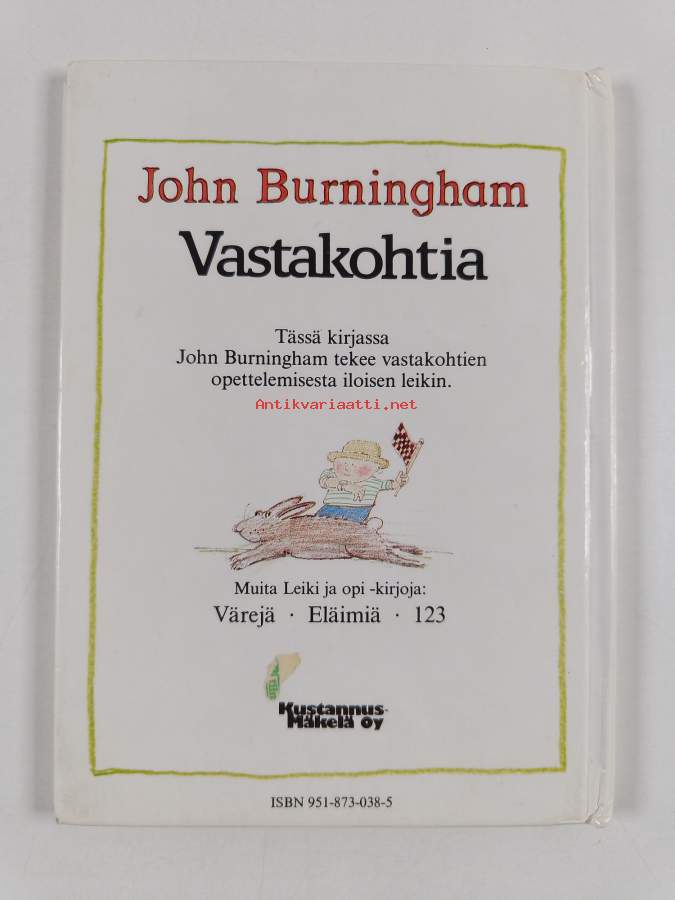 John Burningham
Vastakohtia
Tässä kirjassa
John Burningham tekee vastakohtien
opettelemisesta iloisen leikin.
Antikvariaatti.net
Muita Leiki ja opi -kirjoja:
Värejä · Eläimiä · 123
Kustannus-
Mäkelä Oy
ISBN 951-873-038-5